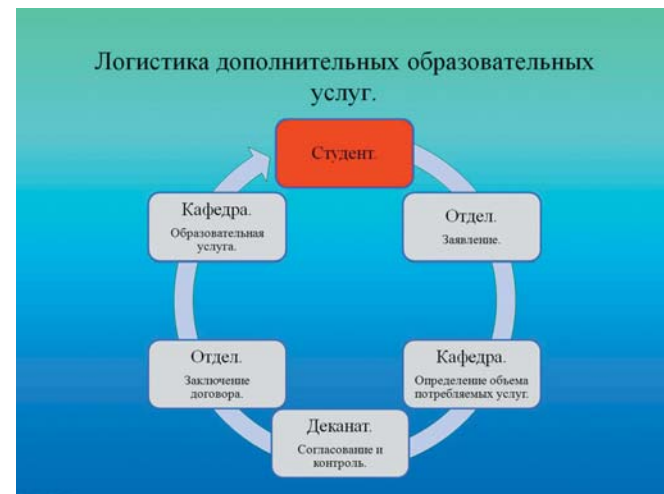 Логистика дополнительных образовательных
услуг.
Студент.
Отдел.
Заявление.
Кафедра.
Определение объема
потребляемых услуг.
Деканат.
Согласование и
контроль.
Отдел.
Заключение
договора.
Кафедра.
Образовательная
услуга.